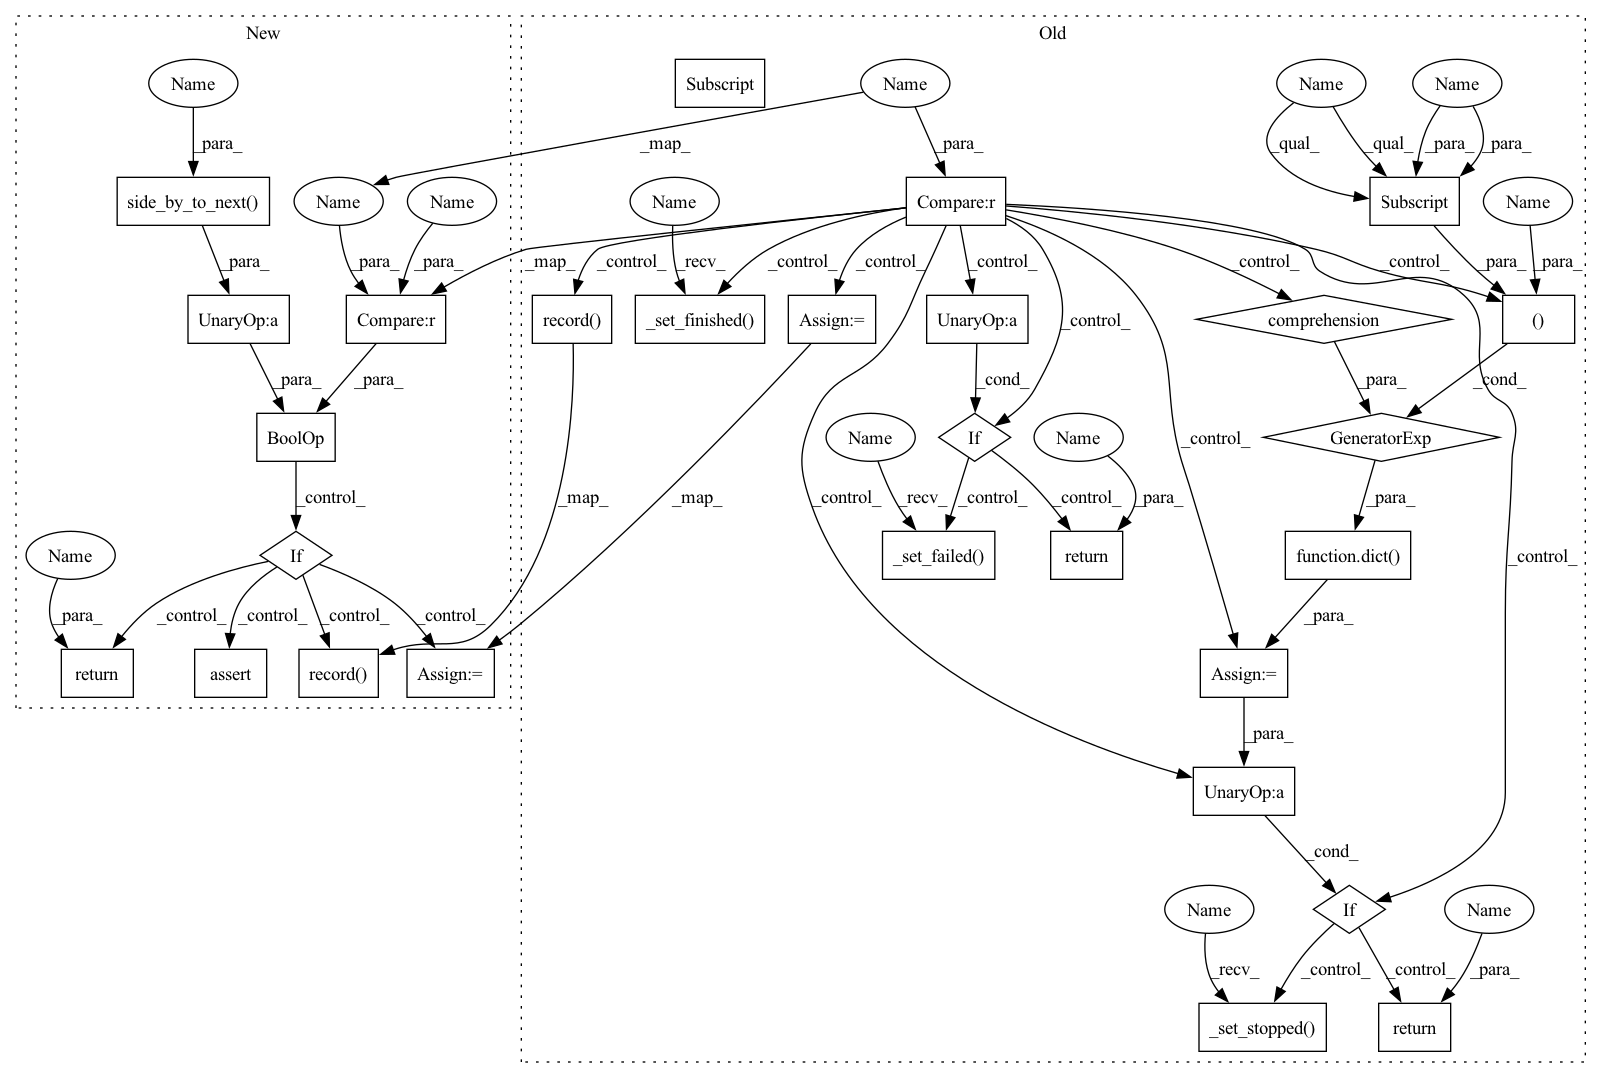 New
Old
Name
Subscript
Name
Name
Name
_para_
_map_
_para_
_qual_
_qual_
_para_
_para_
side_by_to_next()
Name
Name
Name
Compare:r
Subscript
Name
_para_
_para_
_para_
_map_
_control_
_recv_
_control_
_control_
_control_
_control_
_control_
_para_
_para_
UnaryOp:a
Compare:r
record()
_set_finished()
Assign:=
UnaryOp:a
_control_
comprehension
()
_para_
_para_
_cond_
_para_
_cond_
BoolOp
Name
If
Name
_control_
GeneratorExp
_control_
_map_
_control_
_map_
_recv_
_control_
_control_
_para_
_para_
Name
If
_set_failed()
return
function.dict()
_control_
_para_
_control_
_control_
_control_
_control_
_para_
return
assert
record()
Assign:=
Assign:=
_para_
UnaryOp:a
_cond_
Name
If
Name
_recv_
_control_
_control_
_para_
_set_stopped()
return